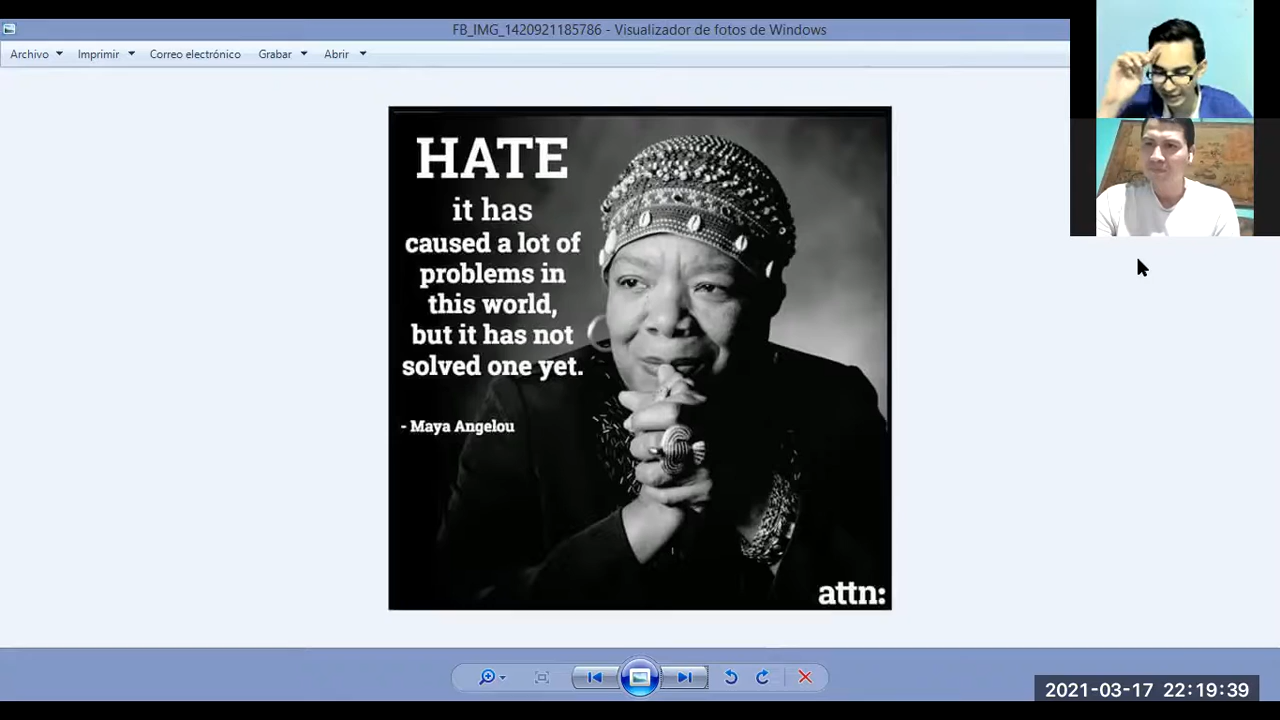 FB_IMG_1420921185786 - Visualizador de fotos de Windows
Archivo Imprimir Correo electrónico Grabar Abrir
HATE
it has
caused a lot of
problems in
this world,
but it has not
solved one yet.
- Maya Angelou
attn:
2021-03-17 22:19:39